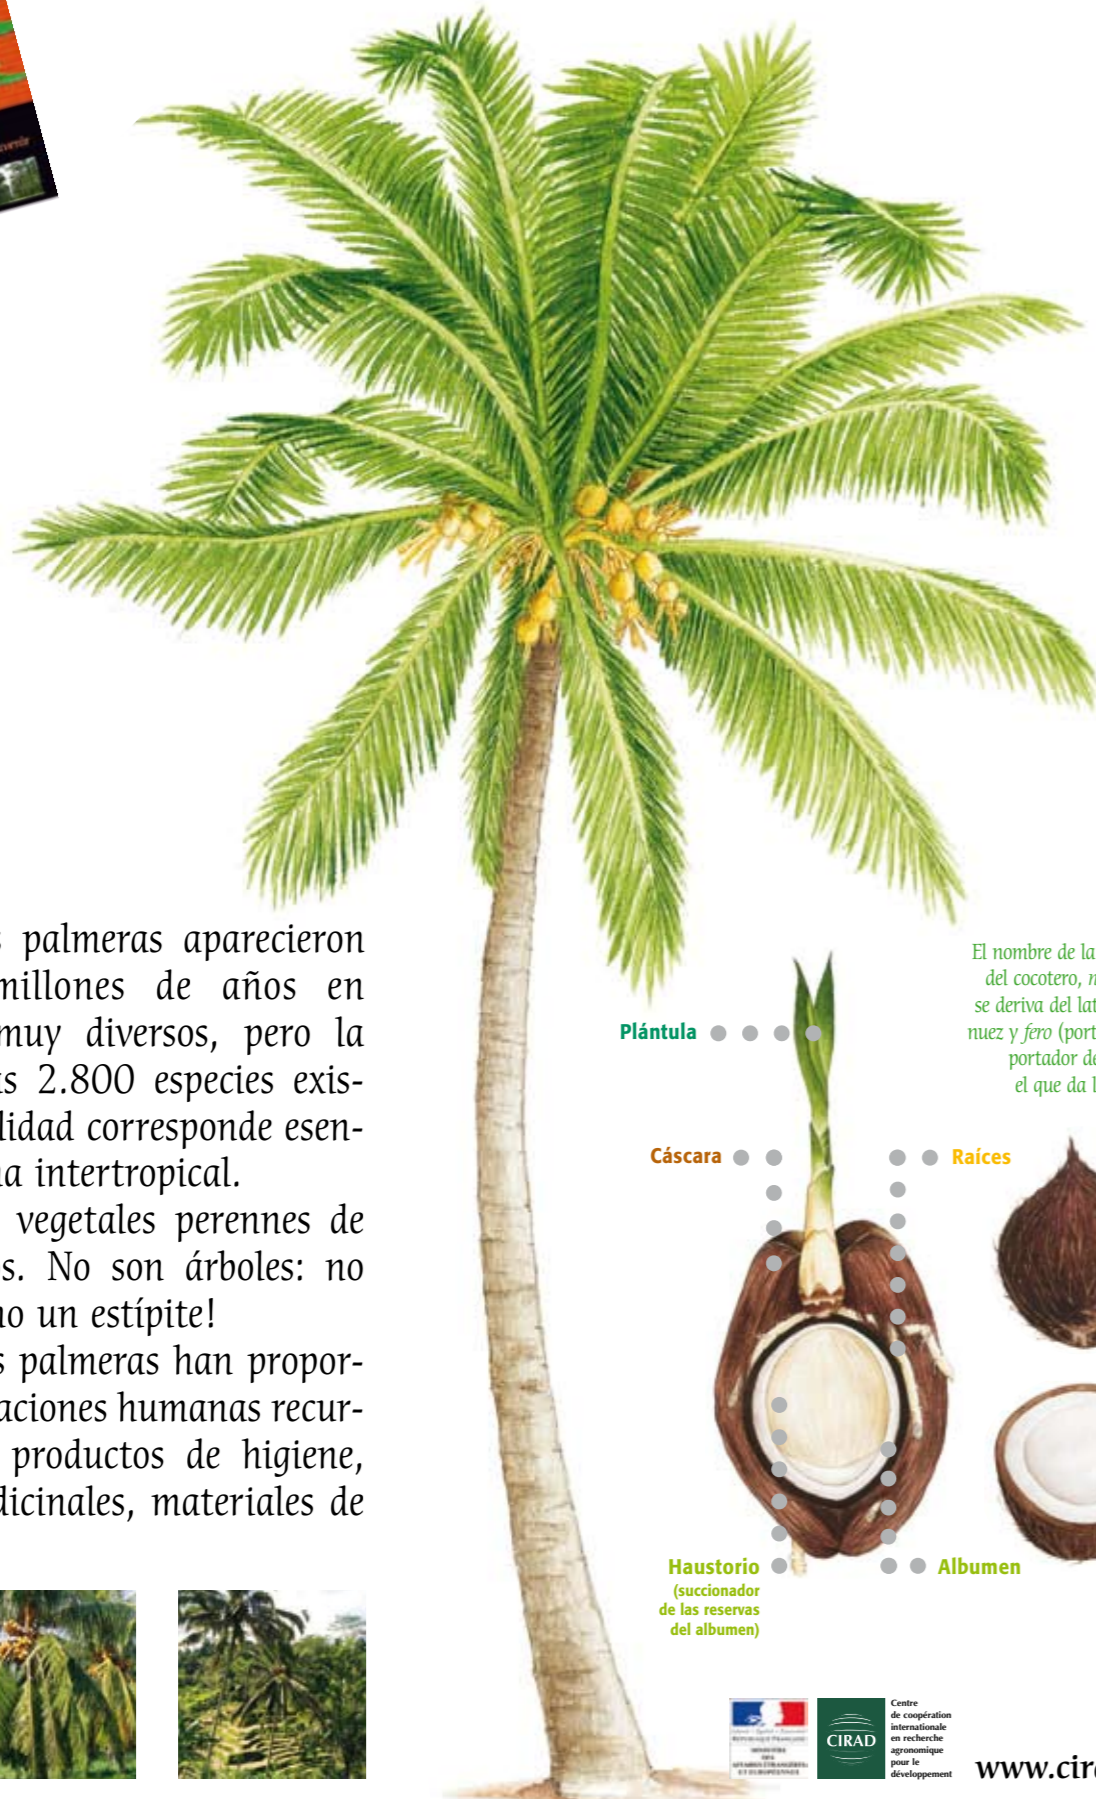 s palmeras aparecieron
millones de años en
muy diversos, pero la
as 2.800 especies exis-
lidad corresponde esen-
na intertropical.
vegetales perennes de
s. No son árboles: no
no un estípite!
s palmeras han propor-
aciones humanas recur-
productos de higiene,
dicinales, materiales de
El nombre de la
del cocotero, n
se deriva del lat
nuez y fero (port
portador de
el que da l
Plántula
Cáscara
Raíces
Haustorio
(succionador
de las reservas
del albumen)
Albumen
CIRAD
Centre
de coopération
internationale
en recherche
agronomique
pour le
développement
www.cir